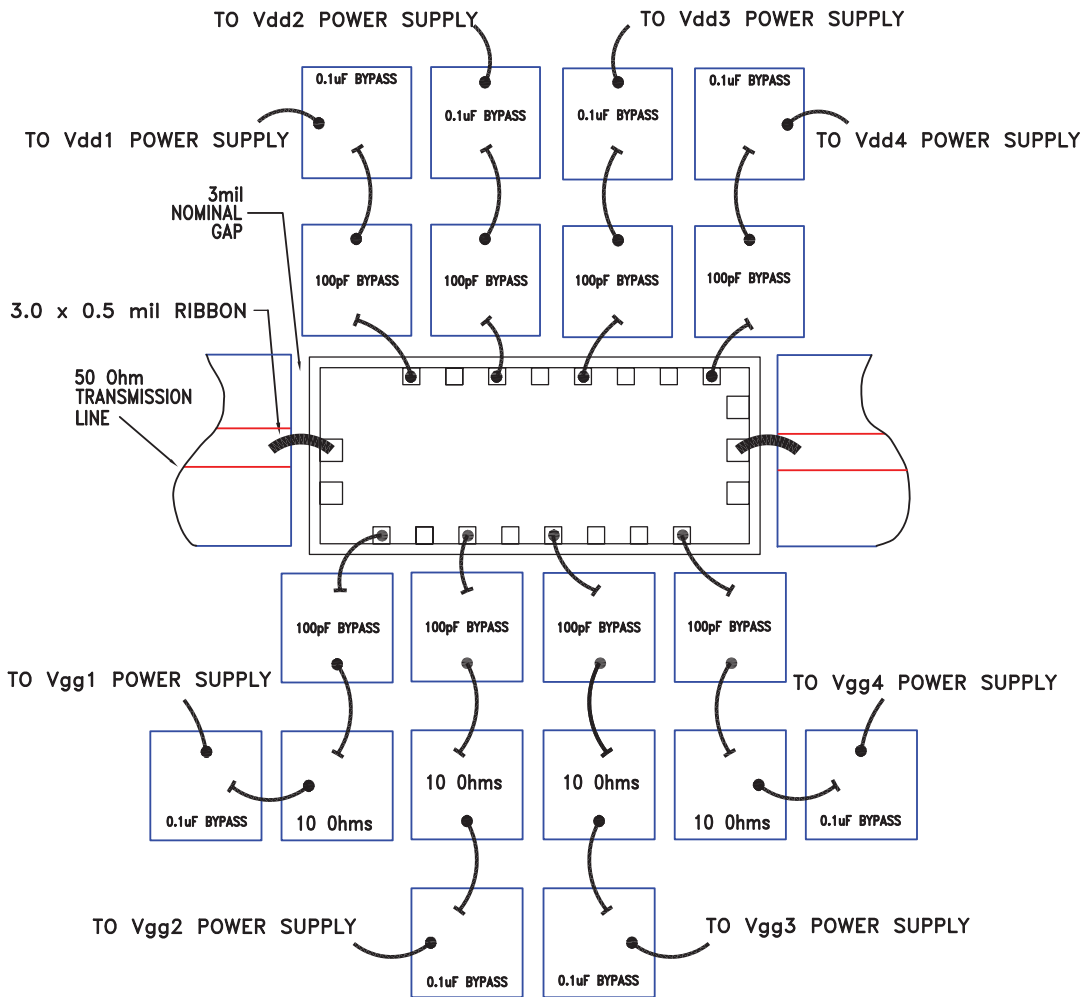 TO Vdd2 POWER SUPPLY
TO Vdd3 POWER SUPPLY
0.1uF BYPASS
0.1uF BYPASS
0.1uF BYPASS
0.1uF BYPASS
TO Vdd1 POWER SUPPLY
TO Vdd4 POWER SUPPLY
3mil
NOMINAL
GAP
100pF BYPASS
100pF BYPASS
100pF BYPASS
100pF BYPASS
3.0 x 0.5 mil RIBBON
50 Ohm
TRANSMISSION
LINE
100pF BYPASS
100pF BYPASS
100pF BYPASS
100pF BYPASS
TO Vgg1 POWER SUPPLY
TO Vgg4 POWER SUPPLY
10 Ohms
10 Ohms
0.1uF BYPASS
10 Ohms
10 Ohms
0.1uF BYPASS
TO Vgg2 POWER SUPPLY
TO Vgg3 POWER SUPPLY
0.1uF BYPASS
0.1uF BYPASS